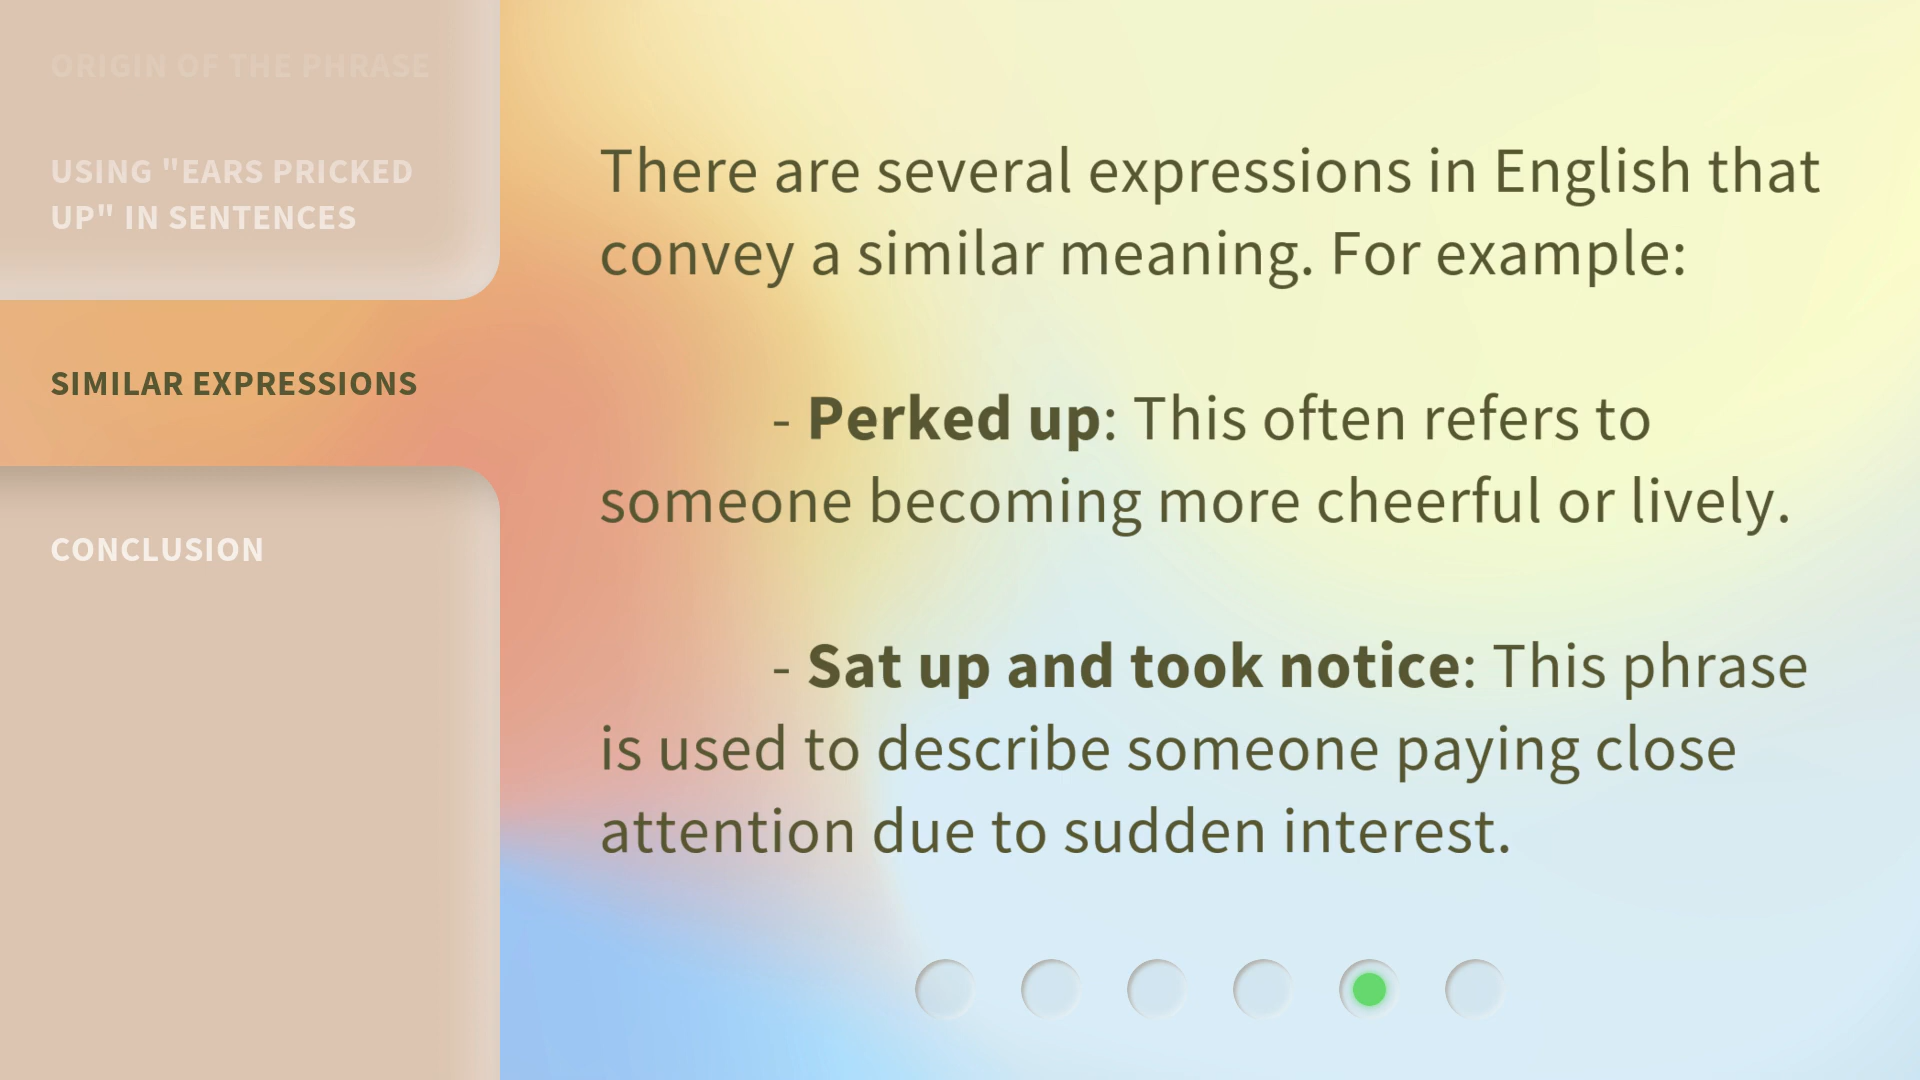 ORIGIN OF THE PHRASE
USING "EARS PRICKED
UP" IN SENTENCES
SIMILAR EXPRESSIONS
CONCLUSION
There are several expressions in English that
convey a similar meaning. For example:
- Perked up: This often refers to
someone becoming more cheerful or lively.
- Sat up and took notice: This phrase
is used to describe someone paying close
attention due to sudden interest.